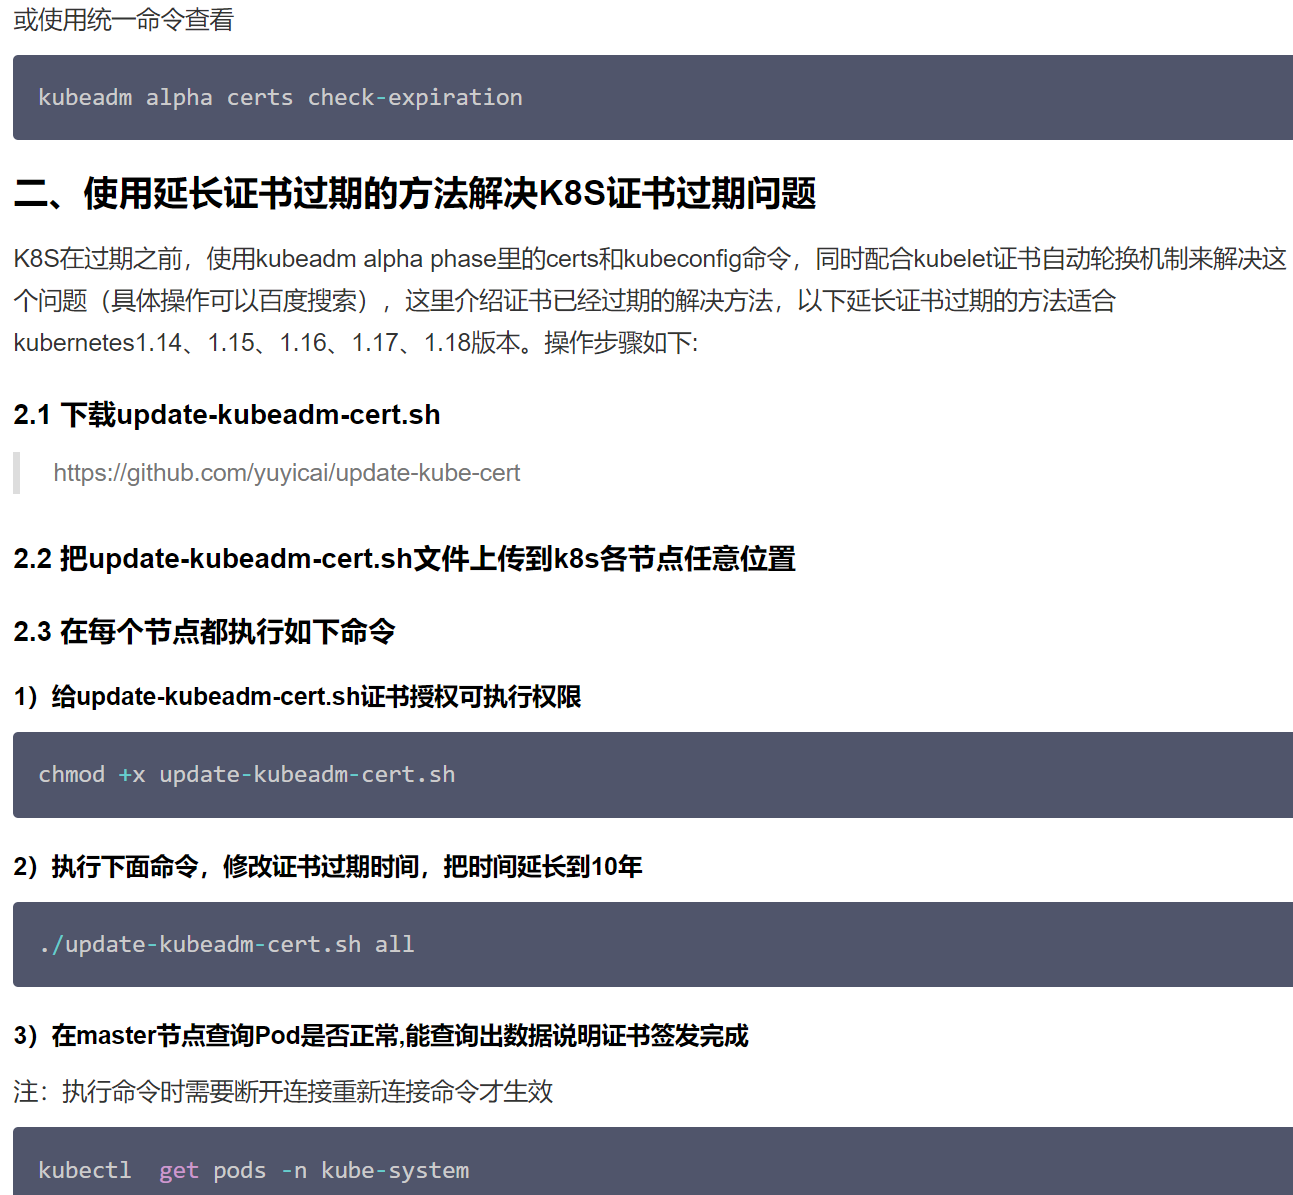 或使用统一命令查看
kubeadm alpha certs check-expiration
二、使用延长证书过期的方法解决K8S证书过期问题
K8S在过期之前，使用kubeadm alpha phase里的certs和kubeconfig命令，同时配合kubelet证书自动轮换机制来解决这
个问题（具体操作可以百度搜索），这里介绍证书已经过期的解决方法，以下延长证书过期的方法适合
kubernetes1.14、1.15、1.16、1.17、1.18版本。操作步骤如下:
2.1 下载update-kubeadm-cert.sh
https://github.com/yuyicai/update-kube-cert
2.2 把update-kubeadm-cert.sh文件上传到k8s各节点任意位置
2.3 在每个节点都执行如下命令
1）给update-kubeadm-cert.sh证书授权可执行权限
chmod +x update-kubeadm-cert.sh
2）执行下面命令，修改证书过期时间，把时间延长到10年
./update-kubeadm-cert.sh all
3）在master节点查询Pod是否正常,能查询出数据说明证书签发完成
注：执行命令时需要断开连接重新连接命令才生效
kubectl  get pods -n kube-system